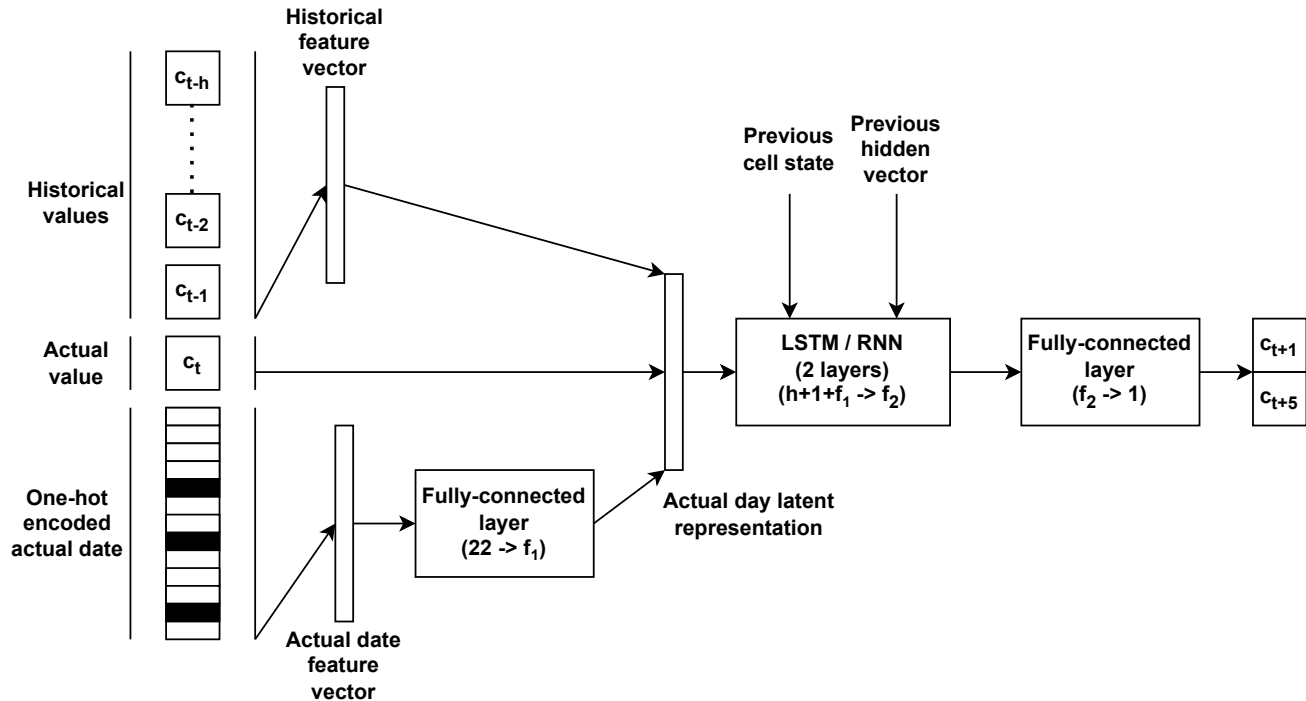 Historical
feature
vector
c_{t-h}
Historical
values
c_{t-2}
c_{t-1}
Actual
value
c_t
One-hot
encoded
actual date
Actual date
feature
vector
Fully-connected
layer
(22 -> f_1)
Actual day latent
representation
Previous
cell state
Previous
hidden
vector
LSTM / RNN
(2 layers)
(h+1+f_1 -> f_2)
Fully-connected
layer
(f_2 -> 1)
c_{t+1}
c_{t+5}